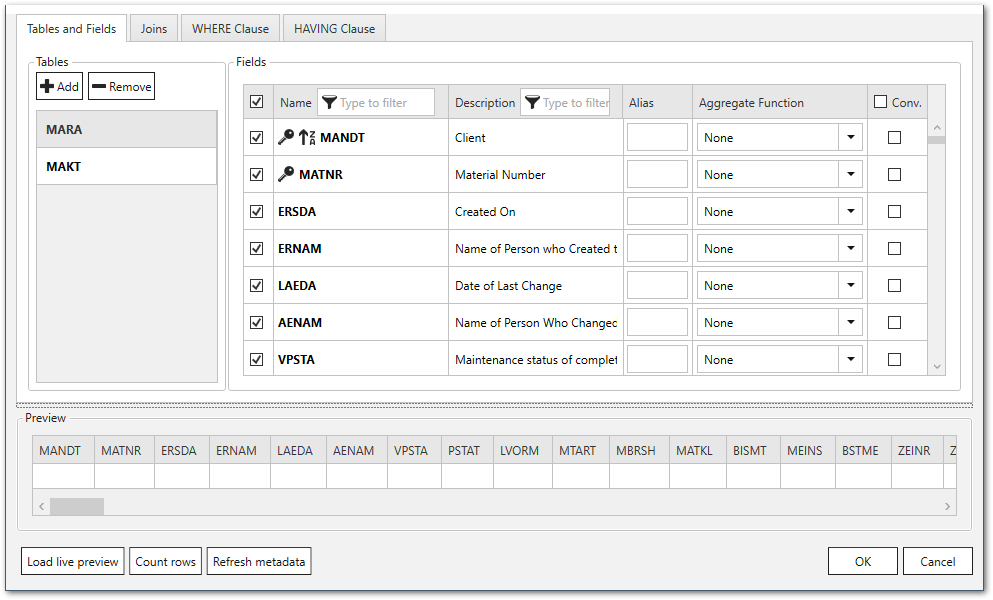 Tables and Fields Joins WHERE Clause HAVING Clause
Tables Fields
Add Remove
Name Type to filter Description Type to filter Alias Aggregate Function Conv.
MARA
MAKT
MANDT Client None
MATNR Material Number None
ERSDA Created On None
ERNAM Name of Person who Created t None
LAEDA Date of Last Change None
AENAM Name of Person Who Changed None
VPSTA Maintenance status of complet None
Preview
MANDT MATNR ERSDA ERNAM LAEDA AENAM VPSTA PSTAT LVORM MTART MBRSH MATKL BISMT MEINS BSTME ZEINR Z
Load live preview Count rows Refresh metadata OK Cancel